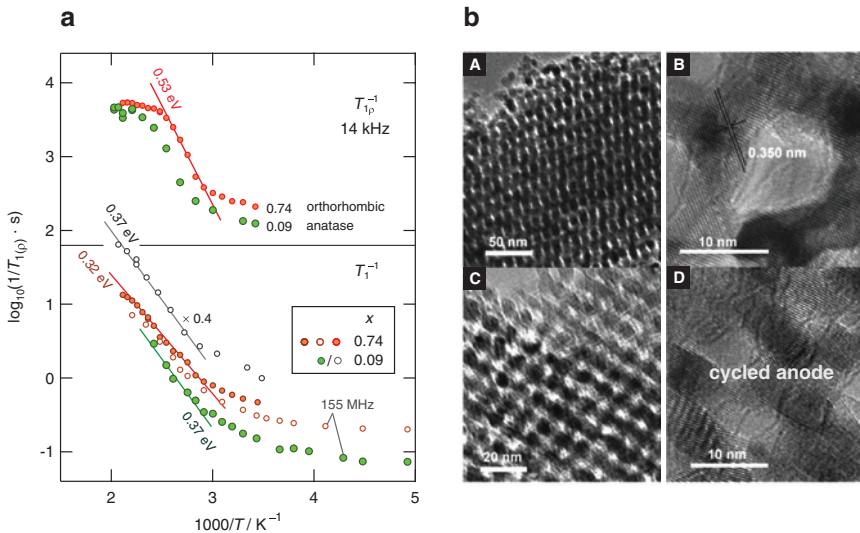 a
b
4
3
2
1
0
-1
log10(1/T1(ρ) · s)
2
3
4
5
1000/T / K−1
0.53 eV
T1ρ−1
14 kHz
0.74 orthorhombic
0.09 anatase
0.37 eV
T1−1
0.32 eV
× 0.4
x
0.74
/ 0.09
155 MHz
0.37 eV
A
50 nm
B
0.350 nm
10 nm
C
20 nm
D
cycled anode
10 nm